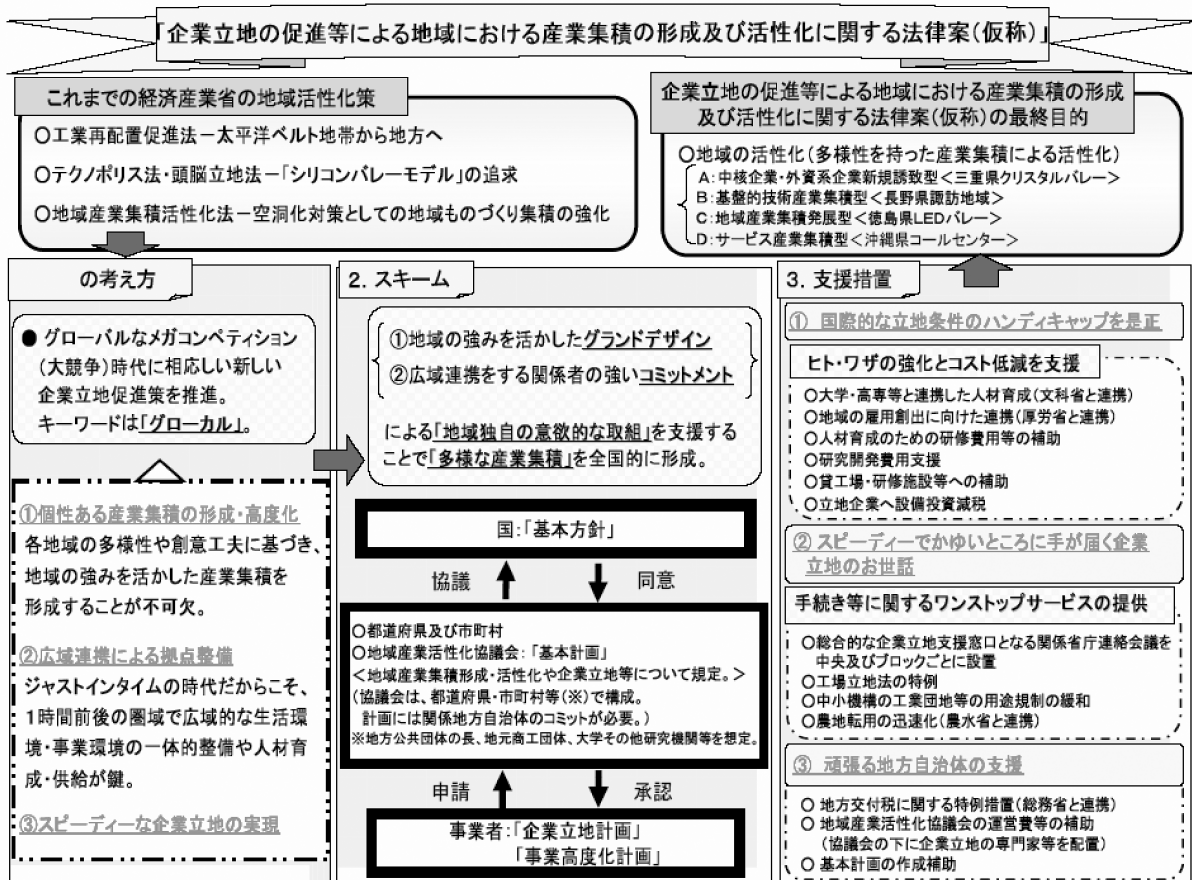 「企業立地の促進等による地域における産業集積の形成及び活性化に関する法律案(仮称)」
これまでの経済産業省の地域活性化策
○工業再配置促進法－太平洋ベルト地帯から地方へ
○テクノポリス法・頭脳立地法－「シリコンバレーモデル」の追求
○地域産業集積活性化法－空洞化対策としての地域ものづくり集積の強化
企業立地の促進等による地域における産業集積の形成
及び活性化に関する法律案(仮称)の最終目的
○地域の活性化(多様性を持った産業集積による活性化)
A:中核企業・外資系企業新規誘致型<三重県クリスタルバレー>
B:基盤的技術産業集積型<長野県諏訪地域>
C:地域産業集積発展型<徳島県LEDバレー>
D:サービス産業集積型<沖縄県コールセンター>
の考え方
● グローバルなメガコンペティション
(大競争)時代に相応しい新しい
企業立地促進策を推進。
キーワードは「グローカル」。
①個性ある産業集積の形成・高度化
各地域の多様性や創意工夫に基づき、
地域の強みを活かした産業集積を
形成することが不可欠。
②広域連携による拠点整備
ジャストインタイムの時代だからこそ、
1時間前後の圏域で広域的な生活環
境・事業環境の一体的整備や人材育
成・供給が鍵。
③スピーディーな企業立地の実現
2. スキーム
①地域の強みを活かしたグランドデザイン
②広域連携をする関係者の強いコミットメント
による「地域独自の意欲的な取組」を支援する
ことで「多様な産業集積」を全国的に形成。
国:「基本方針」
協議 同意
○都道府県及び市町村
○地域産業活性化協議会:「基本計画」
<地域産業集積形成・活性化や企業立地等について規定。>
(協議会は、都道府県・市町村等(※)で構成。
計画には関係地方自治体のコミットが必要。)
※地方公共団体の長、地元商工団体、大学その他研究機関等を想定。
申請 承認
事業者:「企業立地計画」
「事業高度化計画」
3. 支援措置
① 国際的な立地条件のハンディキャップを是正
ヒト・ワザの強化とコスト低減を支援
○大学・高専等と連携した人材育成(文科省と連携)
○地域の雇用創出に向けた連携(厚労省と連携)
○人材育成のための研修費用等の補助
○研究開発費用支援
○貸工場・研修施設等への補助
○立地企業へ設備投資減税
② スピーディーでかゆいところに手が届く企業
立地のお世話
手続き等に関するワンストップサービスの提供
○総合的な企業立地支援窓口となる関係省庁連絡会議を
中央及びブロックごとに設置
○工場立地法の特例
○中小機構の工業団地等の用途規制の緩和
○農地転用の迅速化(農水省と連携)
③ 頑張る地方自治体の支援
○ 地方交付税に関する特例措置(総務省と連携)
○ 地域産業活性化協議会の運営費等の補助
(協議会の下に企業立地の専門家等を配置)
○ 基本計画の作成補助